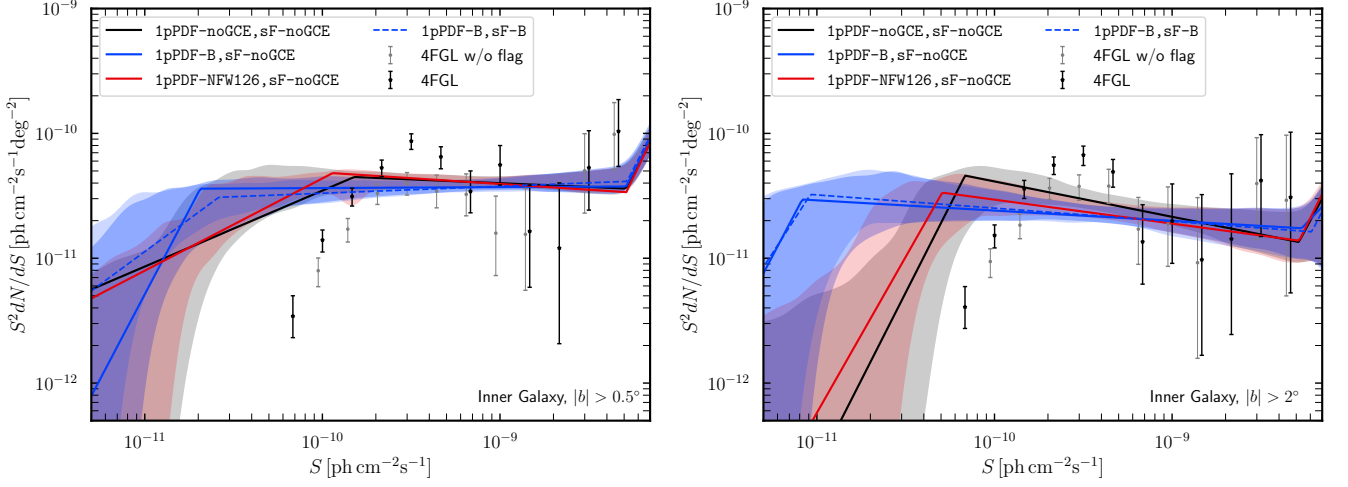 10⁻⁹
10⁻¹⁰
10⁻¹¹
10⁻¹²
S² dN/dS [ph cm⁻² s⁻¹ deg⁻²]
1pPDF-noGCE,sF-noGCE
1pPDF-B,sF-noGCE
1pPDF-NFW126,sF-noGCE
1pPDF-B,sF-B
4FGL w/o flag
4FGL
Inner Galaxy, |b| > 0.5°
10⁻¹¹ 10⁻¹⁰ 10⁻⁹
S [ph cm⁻² s⁻¹]
10⁻⁹
10⁻¹⁰
10⁻¹¹
10⁻¹²
S² dN/dS [ph cm⁻² s⁻¹ deg⁻²]
1pPDF-noGCE,sF-noGCE
1pPDF-B,sF-noGCE
1pPDF-NFW126,sF-noGCE
1pPDF-B,sF-B
4FGL w/o flag
4FGL
Inner Galaxy, |b| > 2°
10⁻¹¹ 10⁻¹⁰ 10⁻⁹
S [ph cm⁻² s⁻¹]